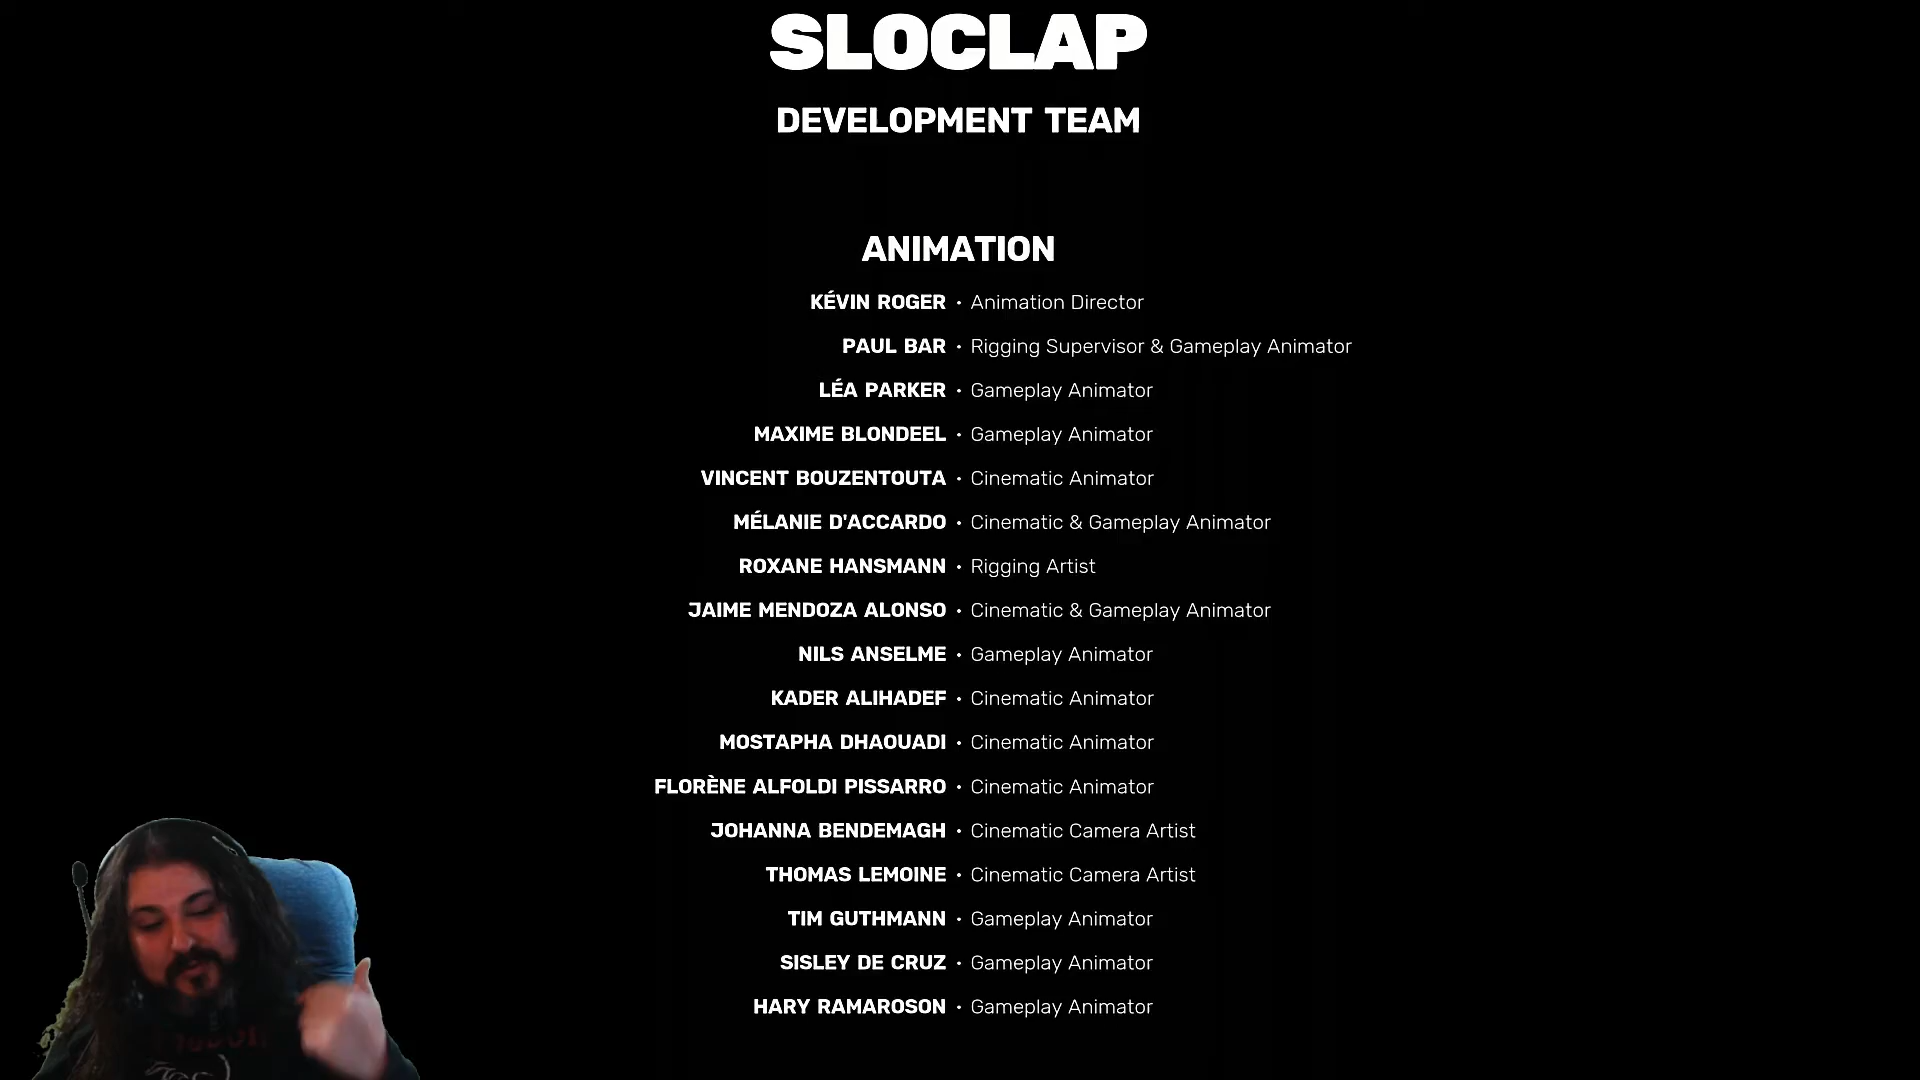 SLOCLAP
DEVELOPMENT TEAM
ANIMATION
KÉVIN ROGER • Animation Director
PAUL BAR • Rigging Supervisor & Gameplay Animator
LÉA PARKER • Gameplay Animator
MAXIME BLONDEEL • Gameplay Animator
VINCENT BOUZENTOUTA • Cinematic Animator
MÉLANIE D'ACCARDO • Cinematic & Gameplay Animator
ROXANE HANSMANN • Rigging Artist
JAIME MENDOZA ALONSO • Cinematic & Gameplay Animator
NILS ANSELME • Gameplay Animator
KADER ALIHADEF • Cinematic Animator
MOSTAPHA DHAOUADI • Cinematic Animator
FLORÈNE ALFOLDI PISSARRO • Cinematic Animator
JOHANNA BENDEMAGH • Cinematic Camera Artist
THOMAS LEMOINE • Cinematic Camera Artist
TIM GUTHMANN • Gameplay Animator
SISLEY DE CRUZ • Gameplay Animator
HARY RAMAROSON • Gameplay Animator